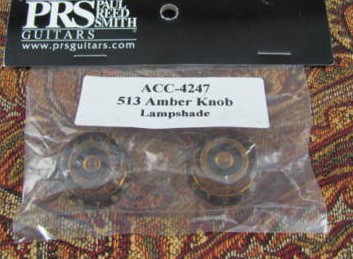 PRS PAUL
REED
SMITH
GUITARS
www.prsguitars.com
ACC-4247
513 Amber Knob
Lampshade